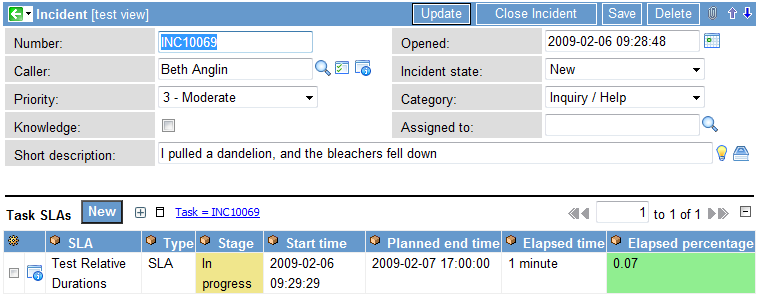 Incident [test view] Update Close Incident Save Delete
Number: INC10069 Opened: 2009-02-06 09:28:48
Caller: Beth Anglin Incident state: New
Priority: 3 - Moderate Category: Inquiry / Help
Knowledge: Assigned to:
Short description: I pulled a dandelion, and the bleachers fell down
Task SLAs New Task = INC10069 1 to 1 of 1
SLA Type Stage Start time Planned end time Elapsed time Elapsed percentage
Test Relative SLA In 2009-02-06 2009-02-07 17:00:00 1 minute 0.07
Durations progress 09:29:29